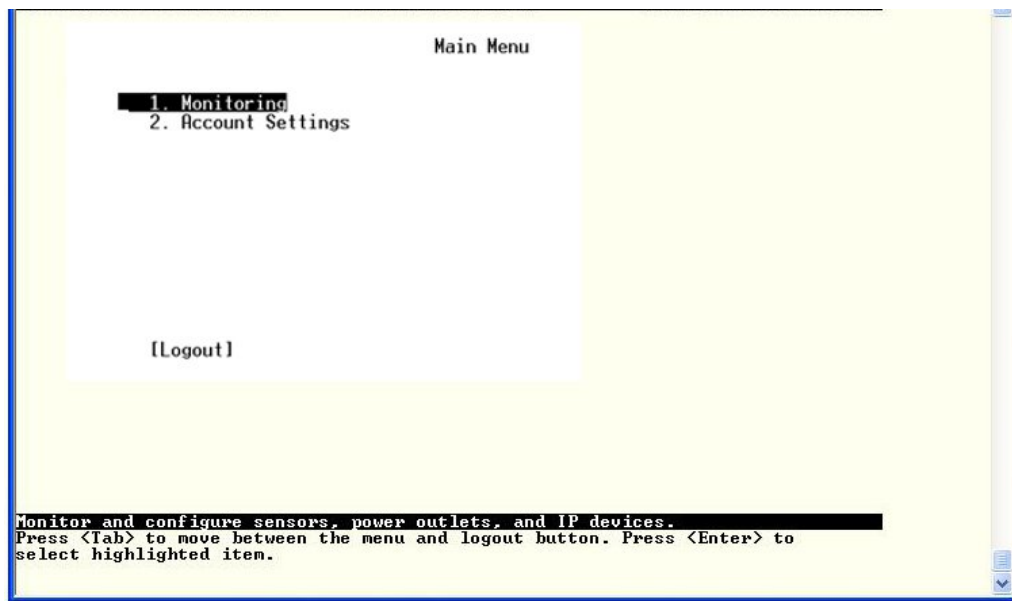 Main Menu
1. Monitoring
2. Account Settings
[Logout]
Monitor and configure sensors, power outlets, and IP devices.
Press <Tab> to move between the menu and logout button. Press <Enter> to
select highlighted item.